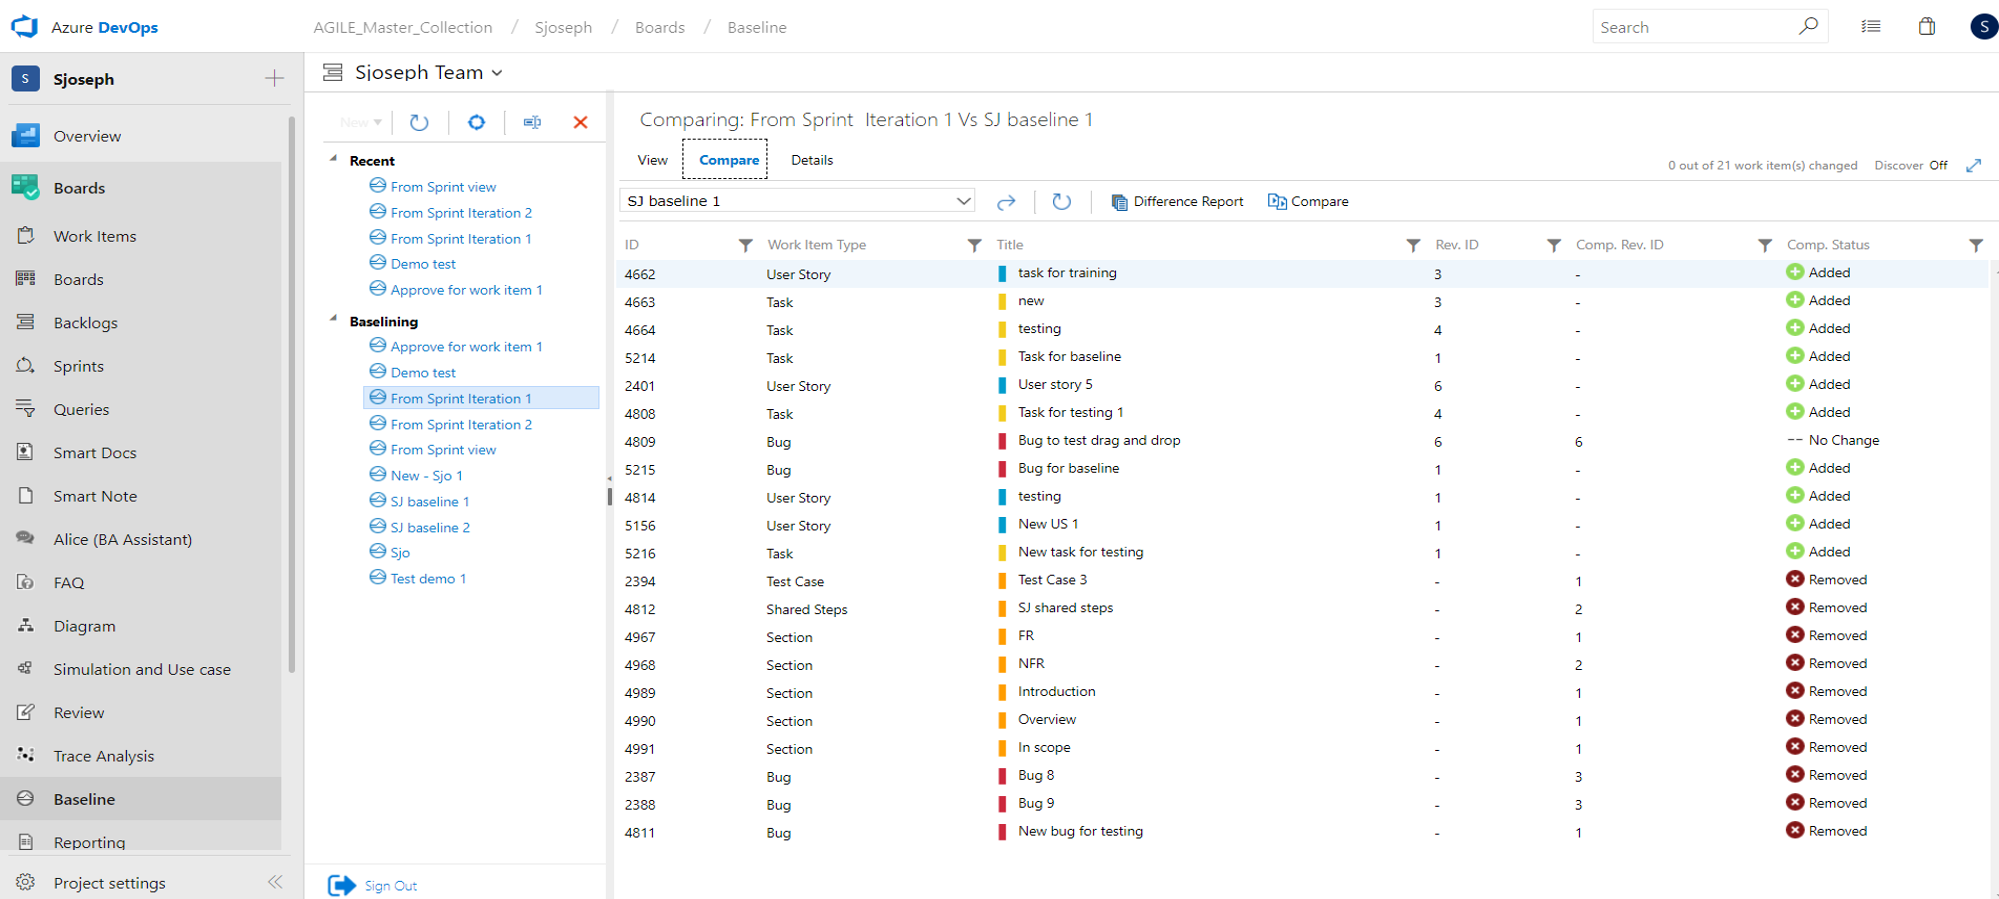 Azure DevOps
AGILE_Master_Collection / Sjoseph / Boards / Baseline
Search
S
S Sjoseph
Overview
Boards
Work Items
Boards
Backlogs
Sprints
Queries
Smart Docs
Smart Note
Alice (BA Assistant)
FAQ
Diagram
Simulation and Use case
Review
Trace Analysis
Baseline
Reporting
Project settings
Sjoseph Team
New
Recent
From Sprint view
From Sprint Iteration 2
From Sprint Iteration 1
Demo test
Approve for work item 1
Baselining
Approve for work item 1
Demo test
From Sprint Iteration 1
From Sprint Iteration 2
From Sprint view
New - Sjo 1
SJ baseline 1
SJ baseline 2
Sjo
Test demo 1
Sign Out
Comparing: From Sprint  Iteration 1 Vs SJ baseline 1
View Compare Details
0 out of 21 work item(s) changed Discover Off
SJ baseline 1 Difference Report Compare
ID Work Item Type Title Rev. ID Comp. Rev. ID Comp. Status
4662 User Story task for training 3 - Added
4663 Task new 3 - Added
4664 Task testing 4 - Added
5214 Task Task for baseline 1 - Added
2401 User Story User story 5 6 - Added
4808 Task Task for testing 1 4 - Added
4809 Bug Bug to test drag and drop 6 6 -- No Change
5215 Bug Bug for baseline 1 - Added
4814 User Story testing 1 - Added
5156 User Story New US 1 1 - Added
5216 Task New task for testing 1 - Added
2394 Test Case Test Case 3 - 1 Removed
4812 Shared Steps SJ shared steps - 2 Removed
4967 Section FR - 1 Removed
4968 Section NFR - 2 Removed
4989 Section Introduction - 1 Removed
4990 Section Overview - 1 Removed
4991 Section In scope - 1 Removed
2387 Bug Bug 8 - 3 Removed
2388 Bug Bug 9 - 3 Removed
4811 Bug New bug for testing - 1 Removed